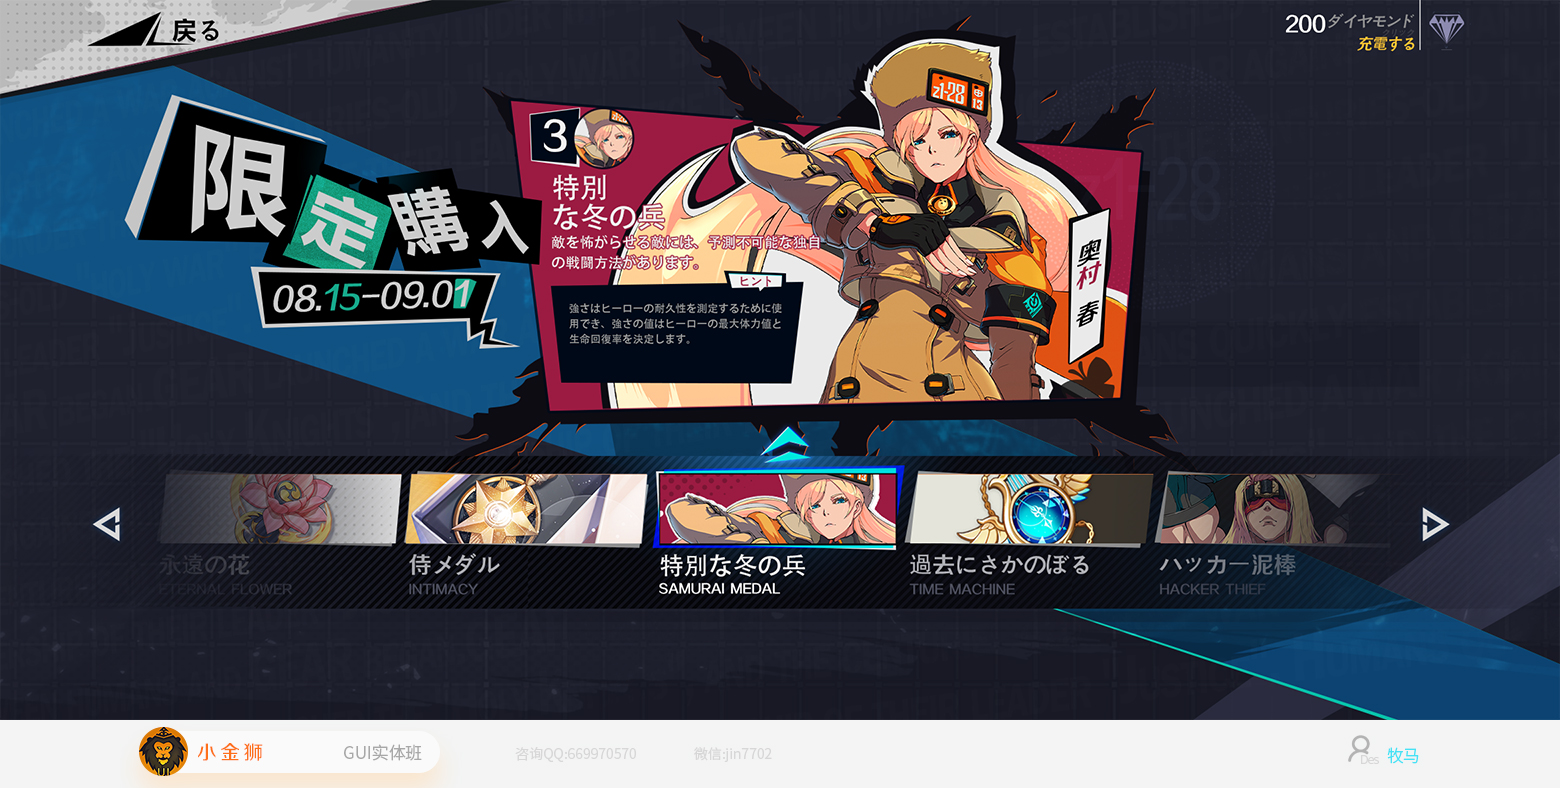 戻る
200 ダイヤモンド
充電する
限定購入
08.15-09.01
3
z1-28
13
特別
な冬の兵
敵を怖がらせる敵には、予測不可能な独自
の戦闘方法があります。
ヒント
強さはヒーローの耐久性を測定するために使
用でき、強さの値はヒーローの最大体力値と
生命回復率を決定します。
奥村 春
z1-28
永遠の花
ETERNAL FLOWER
侍メダル
INTIMACY
特別な冬の兵
SAMURAI MEDAL
過去にさかのぼる
TIME MACHINE
ハッカー泥棒
HACKER THIEF
小金狮
GUI实体班
咨询QQ:669970570
微信:jin7702
Des
牧马